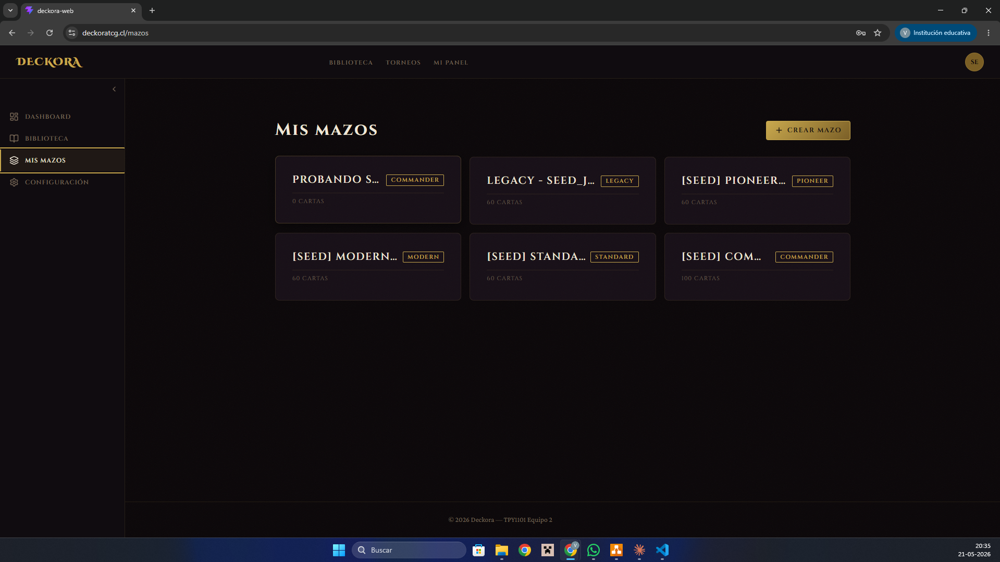 deckora-web
deckoratcg.cl/mazos
V Institución educativa
DECKORA
BIBLIOTECA TORNEOS MI PANEL
SE
DASHBOARD
BIBLIOTECA
MIS MAZOS
CONFIGURACIÓN
MIS MAZOS
+ CREAR MAZO
PROBANDO S... COMMANDER
0 CARTAS
LEGACY - SEED_J... LEGACY
60 CARTAS
[SEED] PIONEER... PIONEER
60 CARTAS
[SEED] MODERN... MODERN
60 CARTAS
[SEED] STANDA... STANDARD
60 CARTAS
[SEED] COM... COMMANDER
100 CARTAS
© 2026 Deckora — TPY1101 Equipo 2
Buscar
V
20:35
21-05-2026